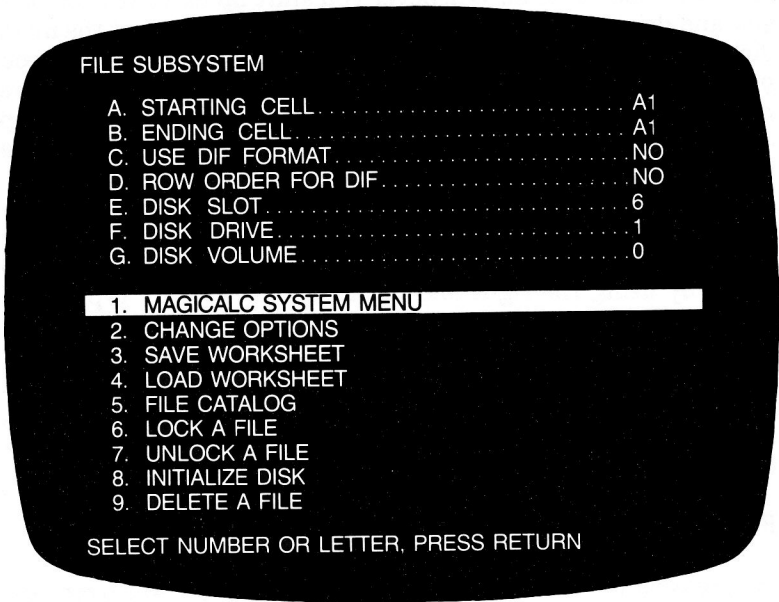 FILE SUBSYSTEM
A. STARTING CELL............................A1
B. ENDING CELL..............................A1
C. USE DIF FORMAT...........................NO
D. ROW ORDER FOR DIF........................NO
E. DISK SLOT................................6
F. DISK DRIVE...............................1
G. DISK VOLUME..............................0
1. MAGICALC SYSTEM MENU
2. CHANGE OPTIONS
3. SAVE WORKSHEET
4. LOAD WORKSHEET
5. FILE CATALOG
6. LOCK A FILE
7. UNLOCK A FILE
8. INITIALIZE DISK
9. DELETE A FILE
SELECT NUMBER OR LETTER, PRESS RETURN